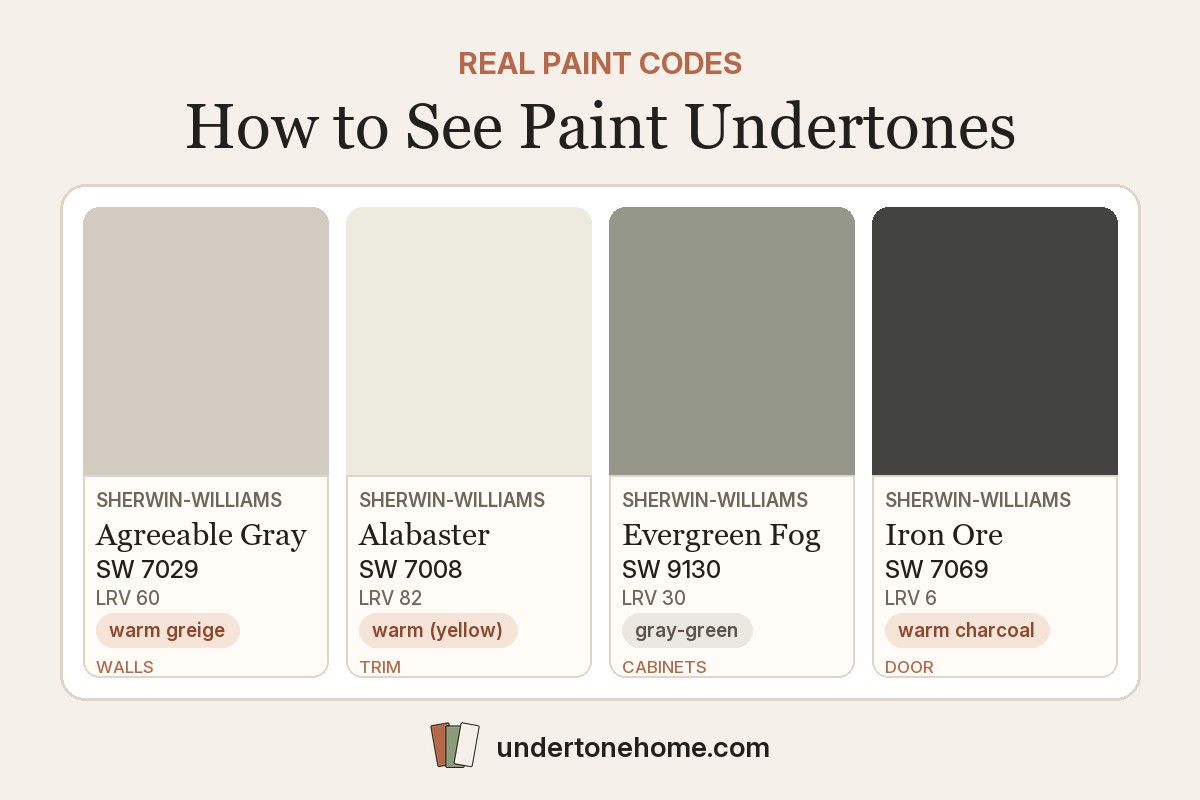 REAL PAINT CODES
How to See Paint Undertones
SHERWIN-WILLIAMS
Agreeable Gray
SW 7029
LRV 60
warm greige
WALLS
SHERWIN-WILLIAMS
Alabaster
SW 7008
LRV 82
warm (yellow)
TRIM
SHERWIN-WILLIAMS
Evergreen Fog
SW 9130
LRV 30
gray-green
CABINETS
SHERWIN-WILLIAMS
Iron Ore
SW 7069
LRV 6
warm charcoal
DOOR
undertonehome.com